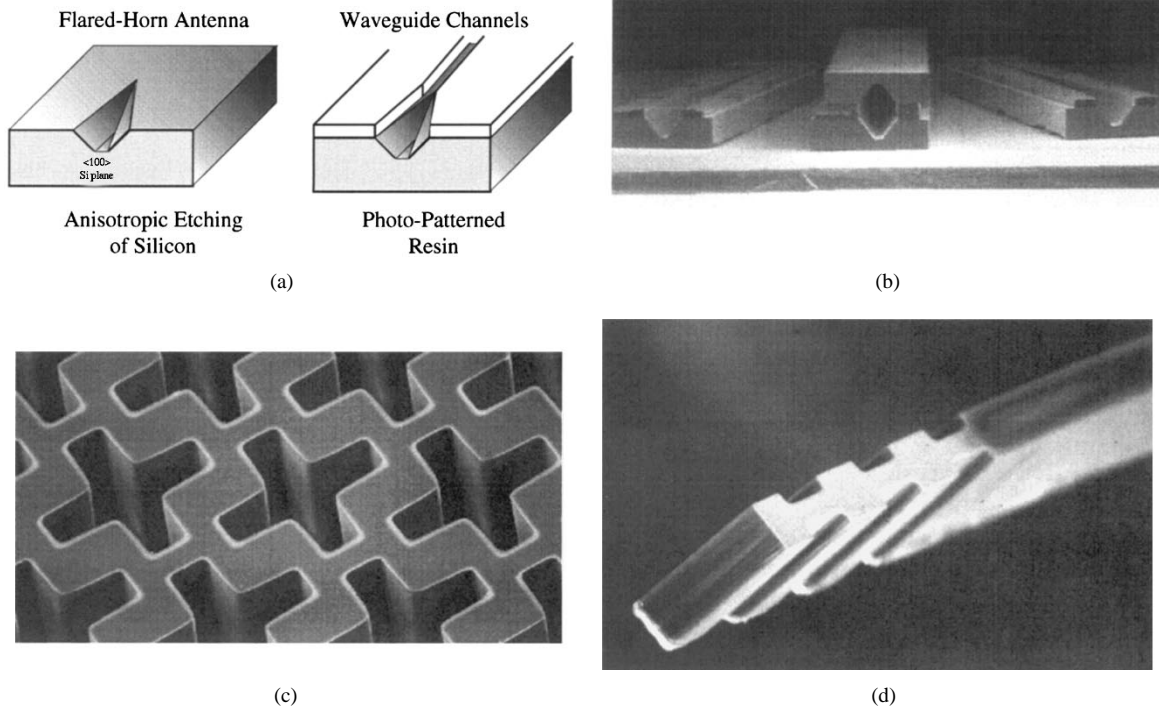 Flared-Horn Antenna
Waveguide Channels
<100>
Si plane
Anisotropic Etching
of Silicon
Photo-Patterned
Resin
(a)
(b)
(c)
(d)